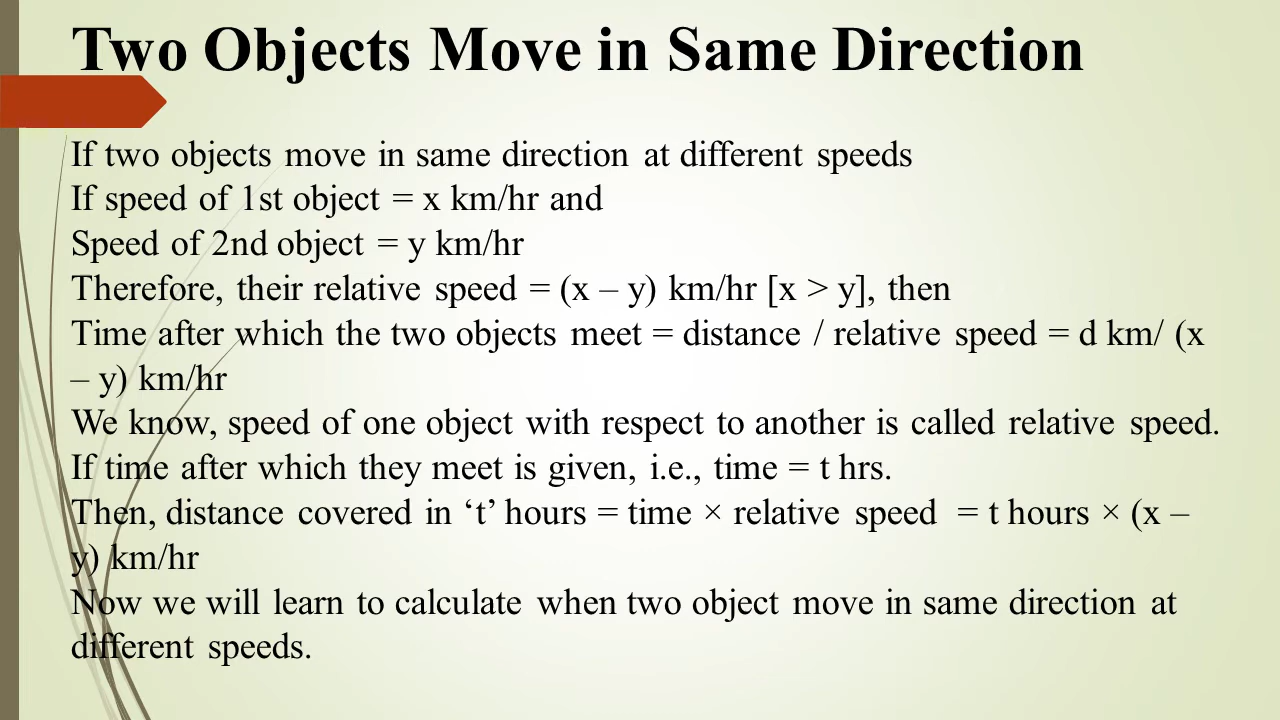 Two Objects Move in Same Direction
If two objects move in same direction at different speeds
If speed of 1st object = x km/hr and
Speed of 2nd object = y km/hr
Therefore, their relative speed = (x – y) km/hr [x > y], then
Time after which the two objects meet = distance / relative speed = d km/ (x
– y) km/hr
We know, speed of one object with respect to another is called relative speed.
If time after which they meet is given, i.e., time = t hrs.
Then, distance covered in ‘t’ hours = time × relative speed = t hours × (x –
y) km/hr
Now we will learn to calculate when two object move in same direction at
different speeds.